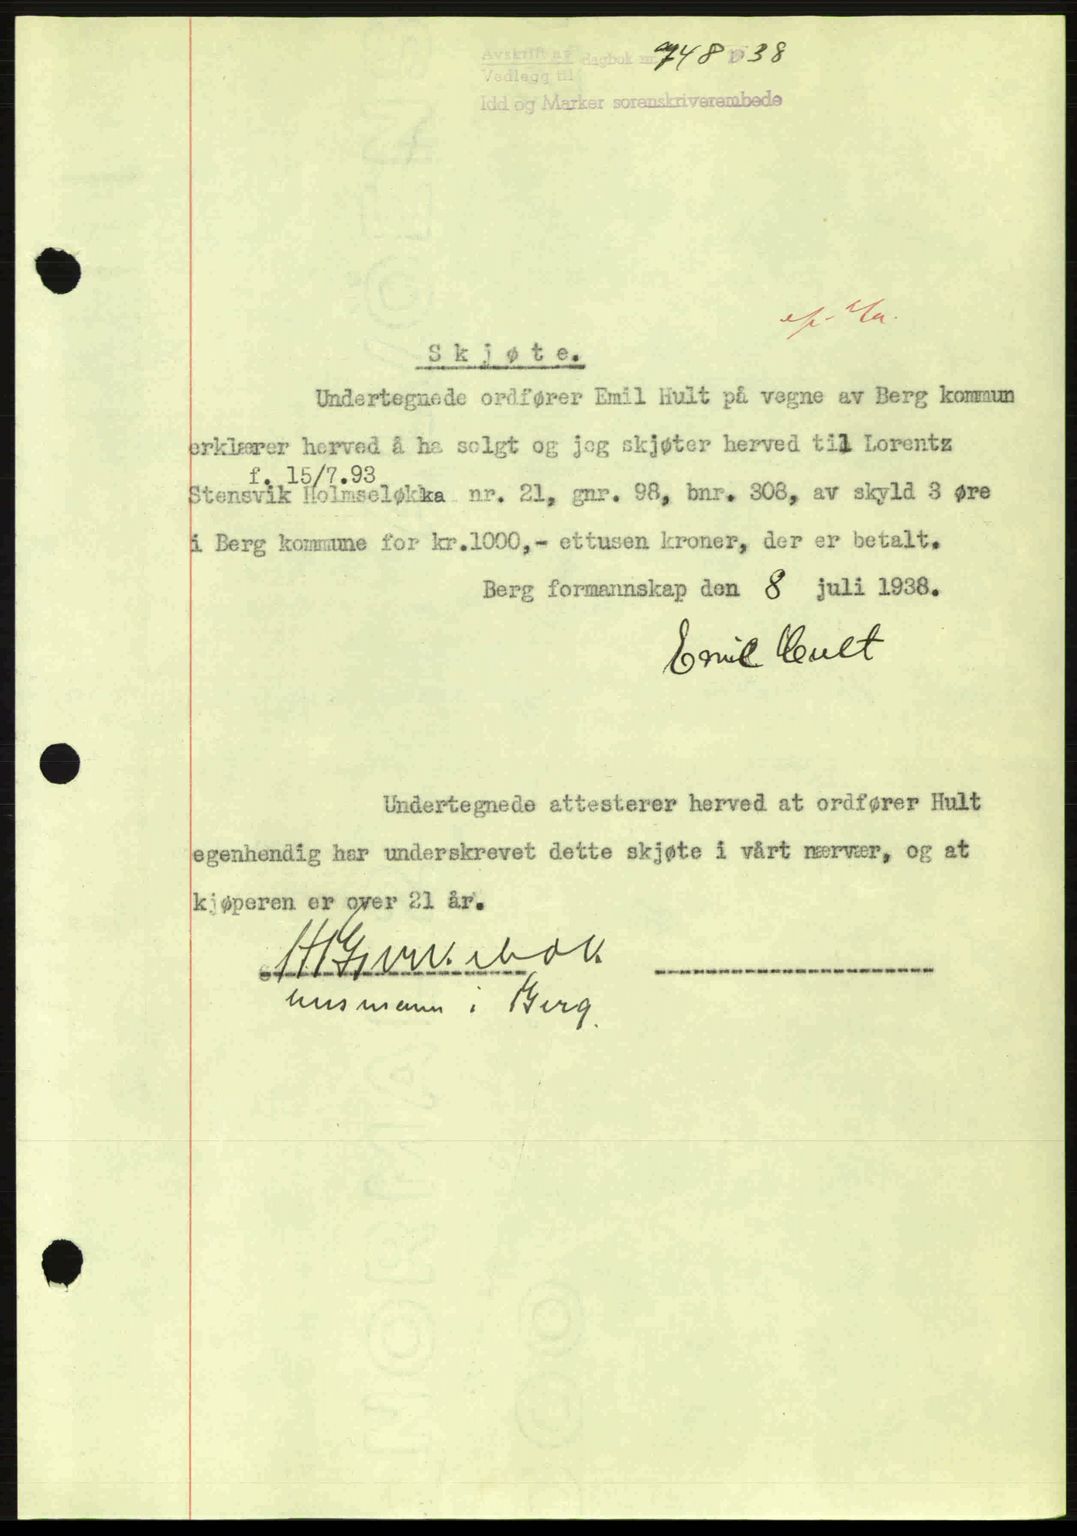 Avskrift av dagbok nr. 748 38
Vedlegg til
Idd og Marker sorenskriverembede
Skjøte.
Undertegnede ordfører Emil Hult på vegne av Berg kommun
erklærer herved å ha solgt og jeg skjøter herved til Lorentz
f. 15/7.93
Stensvik Holmseløkka nr. 21, gnr. 98, bnr. 308, av skyld 3 øre
i Berg kommune for kr.1000,- ettusen kroner, der er betalt.
Berg formannskap den 8 juli 1938.
Emil Hult
Undertegnede attesterer herved at ordfører Hult
egenhendig har underskrevet dette skjøte i vårt nærvær, og at
kjøperen er over 21 år.
i Berg.